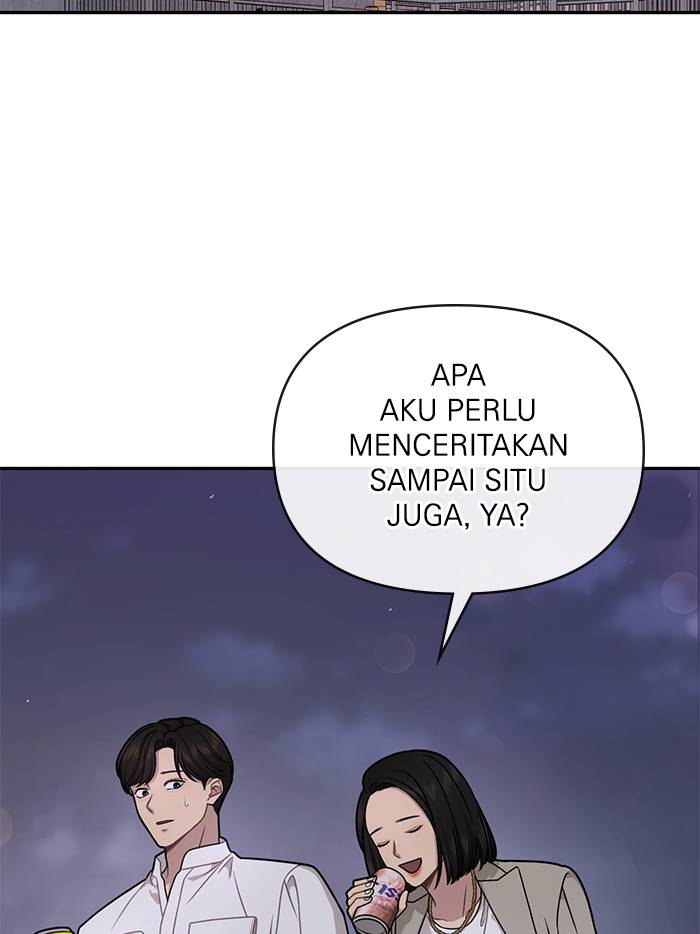 APA
AKU PERLU
MENCERITAKAN
SAMPAI SITU
JUGA, YA?